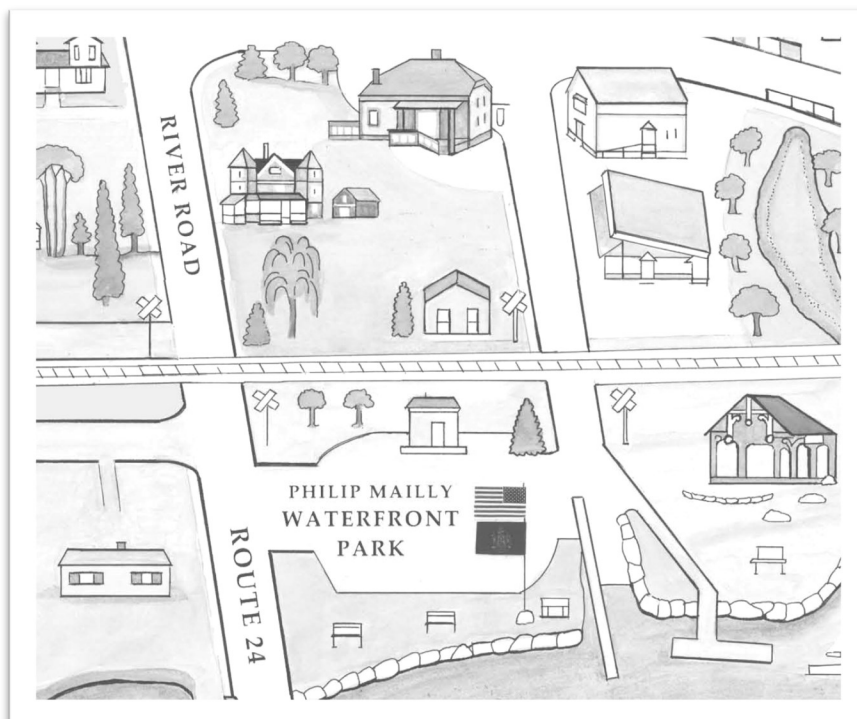 RIVER ROAD
PHILIP MAILLY
WATERFRONT
PARK
ROUTE 24